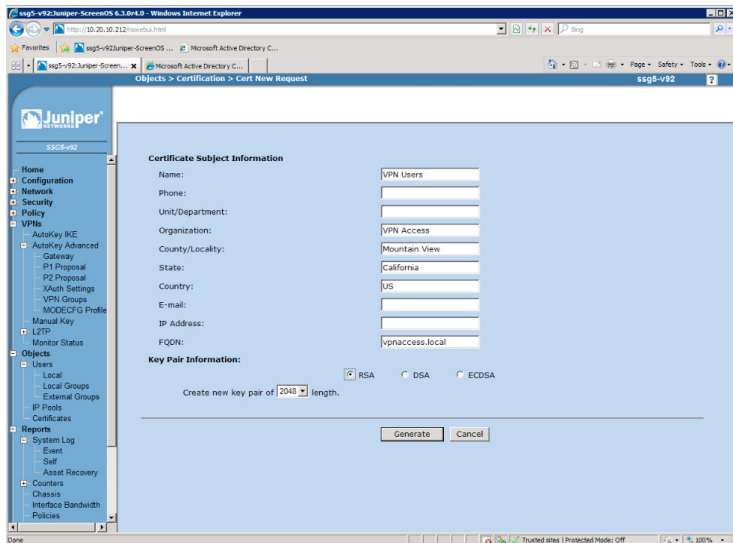 ssg5-v92:Juniper-ScreenOS 6.3.0r4.0 - Windows Internet Explorer
http://10.20.10.212/nswebui.html
Bing
Favorites ssg5-v92:Juniper-ScreenOS ... Microsoft Active Directory C...
ssg5-v92:Juniper-Screen... X Microsoft Active Directory C...
Page - Safety - Tools -
Objects > Certification > Cert New Request
ssg5-v92
?
Juniper
NETWORKS
SSG5-v92
Home
Configuration
Network
Security
Policy
VPNs
AutoKey IKE
AutoKey Advanced
Gateway
P1 Proposal
P2 Proposal
XAuth Settings
VPN Groups
MODECFG Profile
Manual Key
L2TP
Monitor Status
Objects
Users
Local
Local Groups
External Groups
IP Pools
Certificates
Reports
System Log
Event
Self
Asset Recovery
Counters
Chassis
Interface Bandwidth
Policies
Certificate Subject Information
Name: VPN Users
Phone:
Unit/Department:
Organization: VPN Access
County/Locality: Mountain View
State: California
Country: US
E-mail:
IP Address:
FQDN: vpnaccess.local
Key Pair Information:
RSA DSA ECDSA
Create new key pair of 2048 length.
Generate Cancel
Done
Trusted sites | Protected Mode: Off
100%